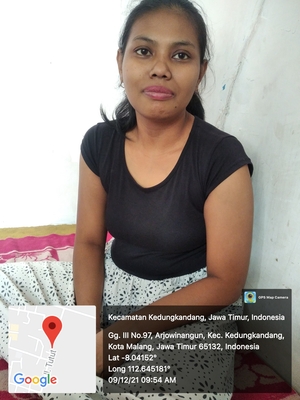 GPS Map Camera
Kecamatan Kedungkandang, Jawa Timur, Indonesia
Gg. III No.97, Arjowinangun, Kec. Kedungkandang,
Kota Malang, Jawa Timur 65132, Indonesia
Lat -8.04152°
Long 112.645181°
09/12/21 09:54 AM
Tutut
Google